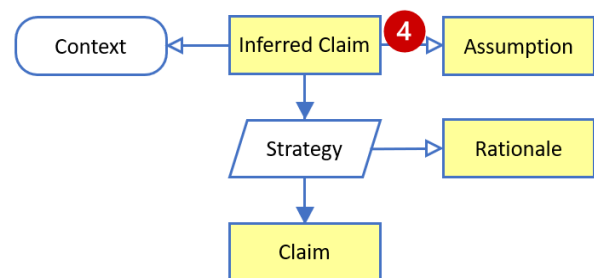 Context
Inferred Claim
4
Assumption
Strategy
Rationale
Claim